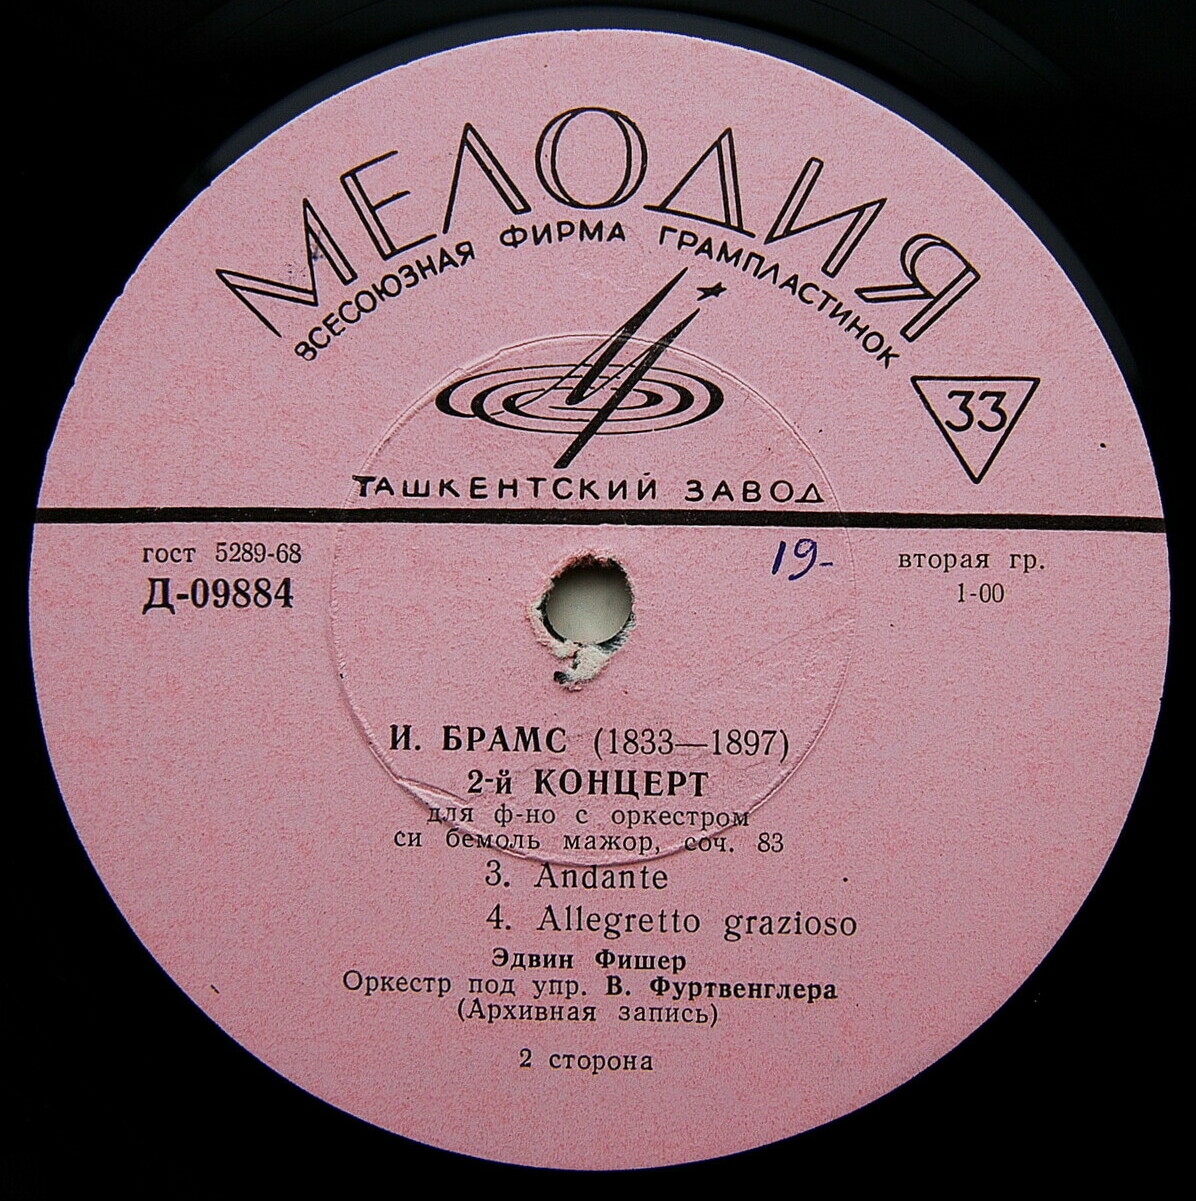 МЕЛОДИЯ
ВСЕСОЮЗНАЯ ФИРМА ГРАМПЛАСТИНОК
33
ТАШКЕНТСКИЙ ЗАВОД
гост 5289-68
Д-09884
19-
вторая гр.
1-00
И. БРАМС (1833—1897)
2-й КОНЦЕРТ
для ф-но с оркестром
си бемоль мажор, соч. 83
3. Andante
4. Allegretto grazioso
Эдвин Фишер
Оркестр под упр. В. Фуртвенглера
(Архивная запись)
2 сторона